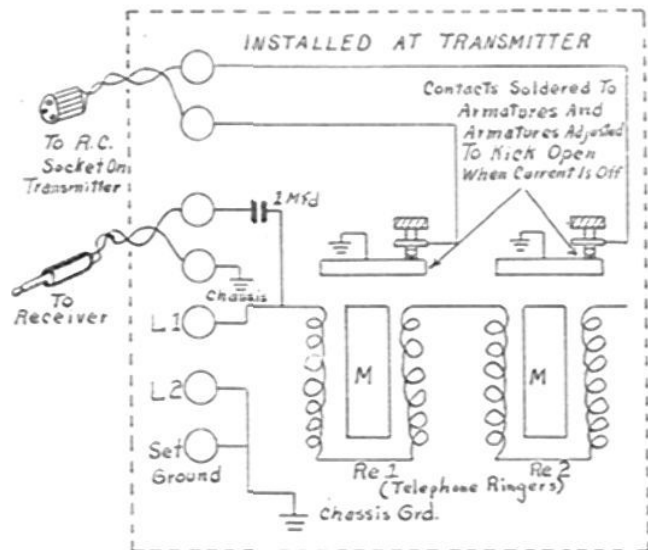 INSTALLED AT TRANSMITTER
Contacts Soldered To
Armatures And
Armatures Adjusted
To Kick Open
When Current Is Off
To R.C.
Socket On
Transmitter
1 Mfd
Chassis
To
Receiver
L1
L2
Set
Ground
M
M
Re 1
Re 2
(Telephone Ringers)
Chassis Grd.